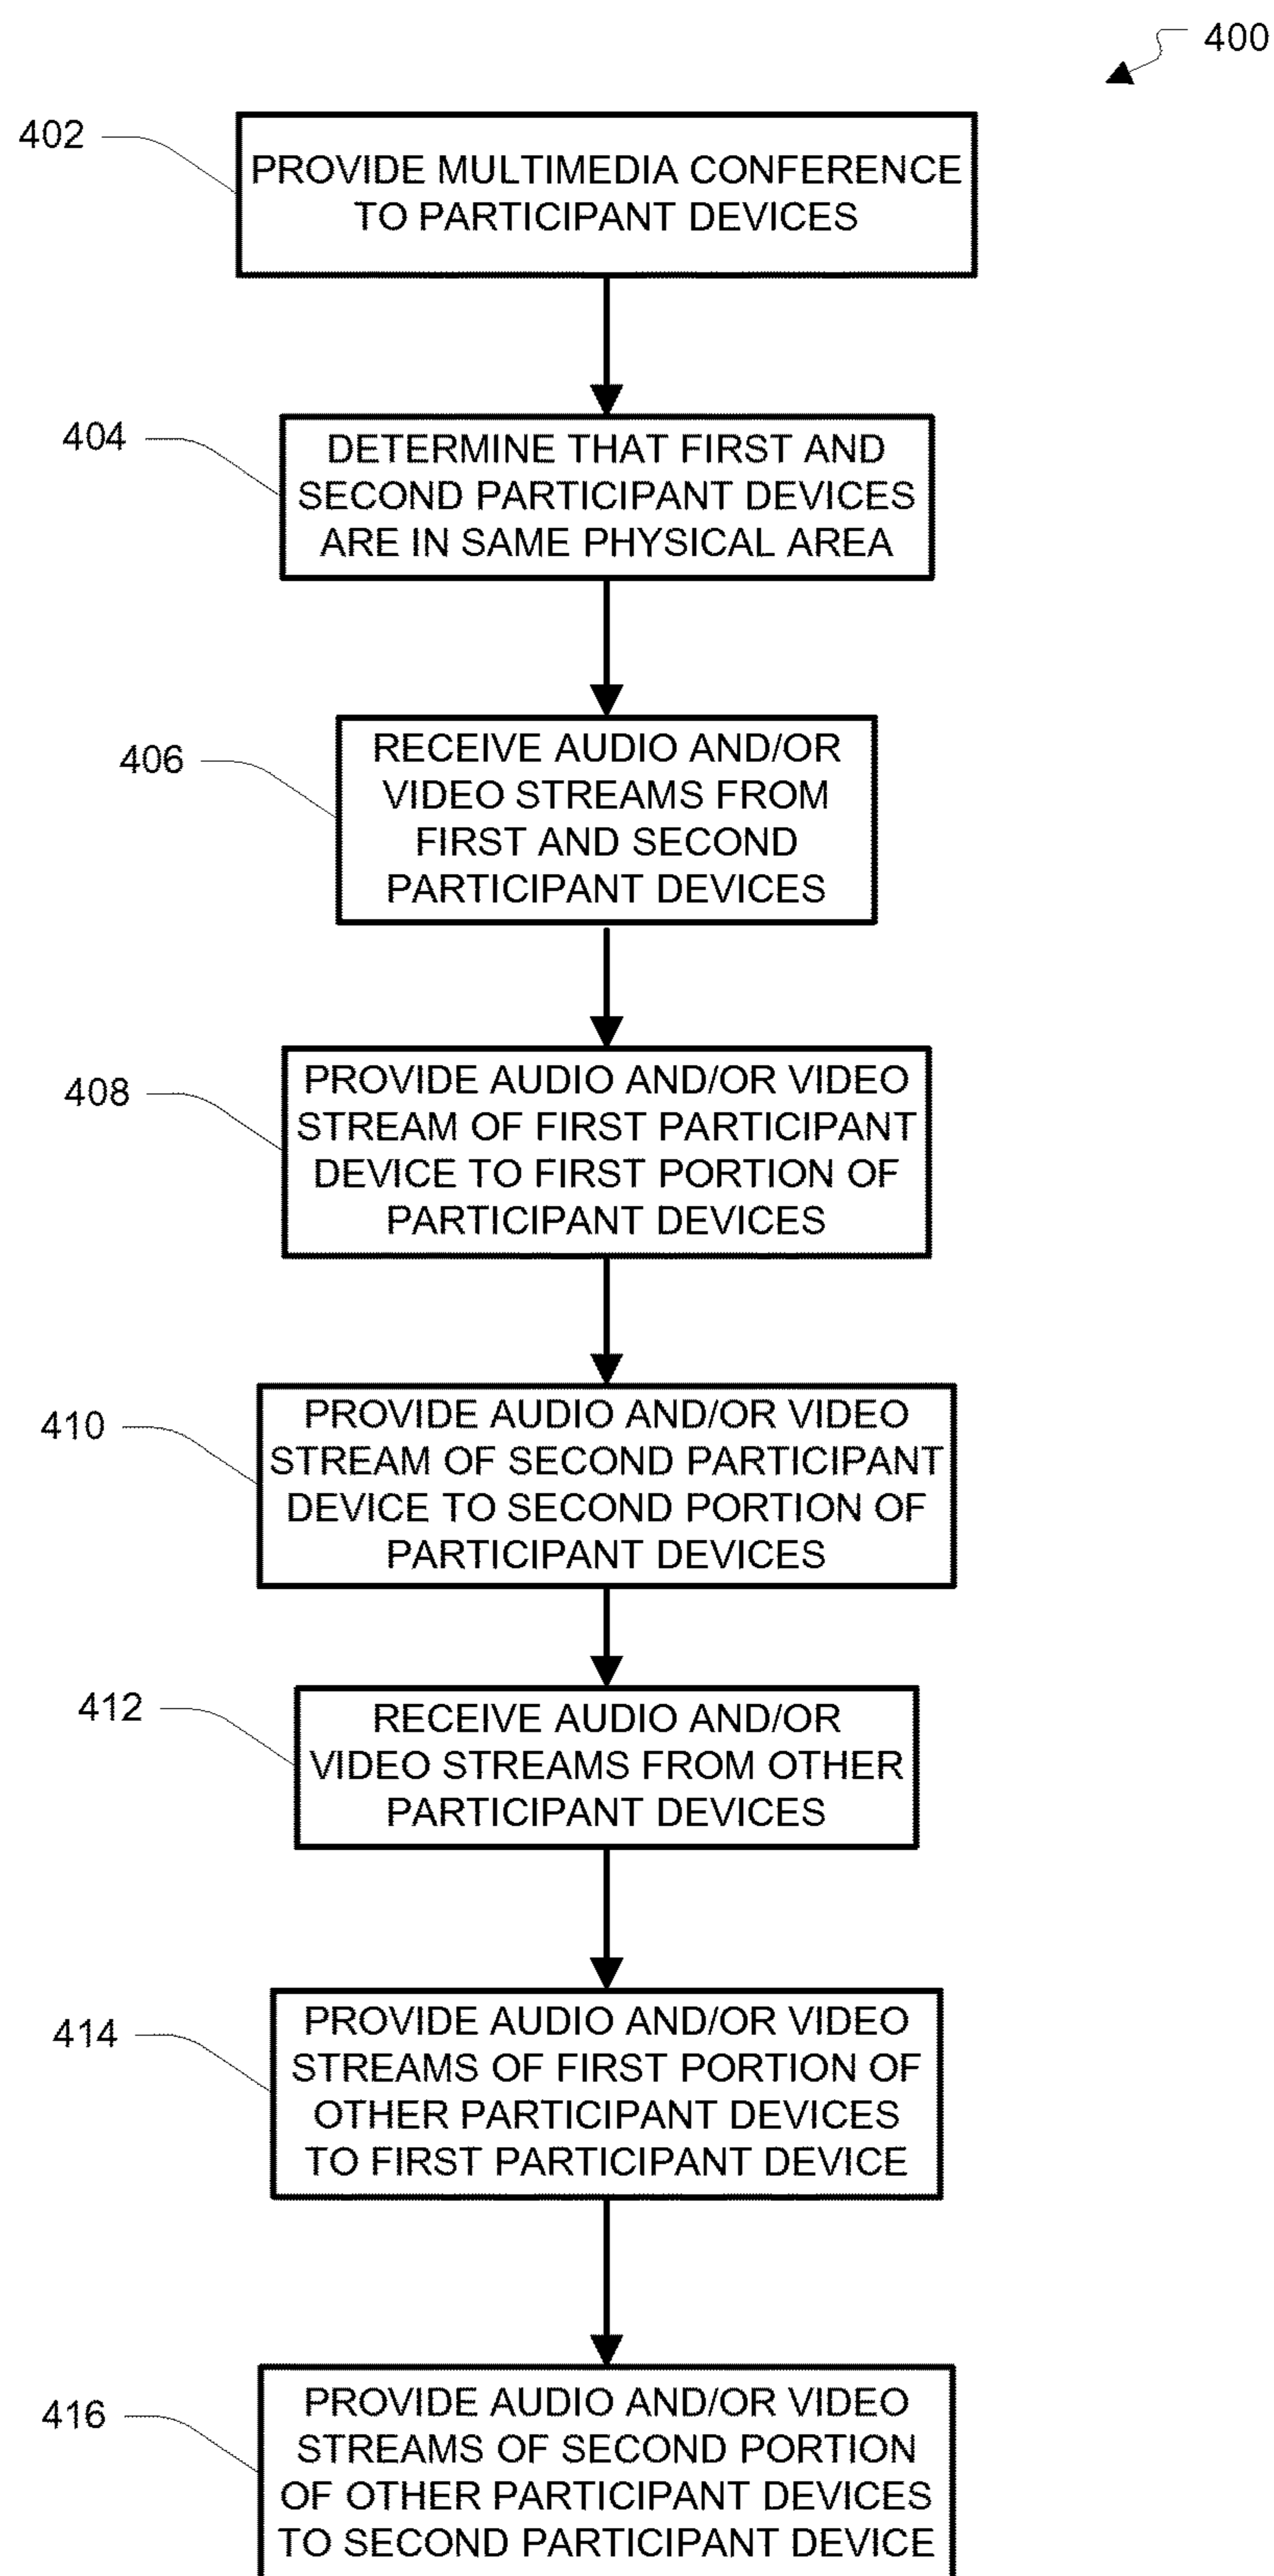 400
402
PROVIDE MULTIMEDIA CONFERENCE
TO PARTICIPANT DEVICES
404
DETERMINE THAT FIRST AND
SECOND PARTICIPANT DEVICES
ARE IN SAME PHYSICAL AREA
406
RECEIVE AUDIO AND/OR
VIDEO STREAMS FROM
FIRST AND SECOND
PARTICIPANT DEVICES
408
PROVIDE AUDIO AND/OR VIDEO
STREAM OF FIRST PARTICIPANT
DEVICE TO FIRST PORTION OF
PARTICIPANT DEVICES
410
PROVIDE AUDIO AND/OR VIDEO
STREAM OF SECOND PARTICIPANT
DEVICE TO SECOND PORTION OF
PARTICIPANT DEVICES
412
RECEIVE AUDIO AND/OR
VIDEO STREAMS FROM OTHER
PARTICIPANT DEVICES
414
PROVIDE AUDIO AND/OR VIDEO
STREAMS OF FIRST PORTION OF
OTHER PARTICIPANT DEVICES
TO FIRST PARTICIPANT DEVICE
416
PROVIDE AUDIO AND/OR VIDEO
STREAMS OF SECOND PORTION
OF OTHER PARTICIPANT DEVICES
TO SECOND PARTICIPANT DEVICE